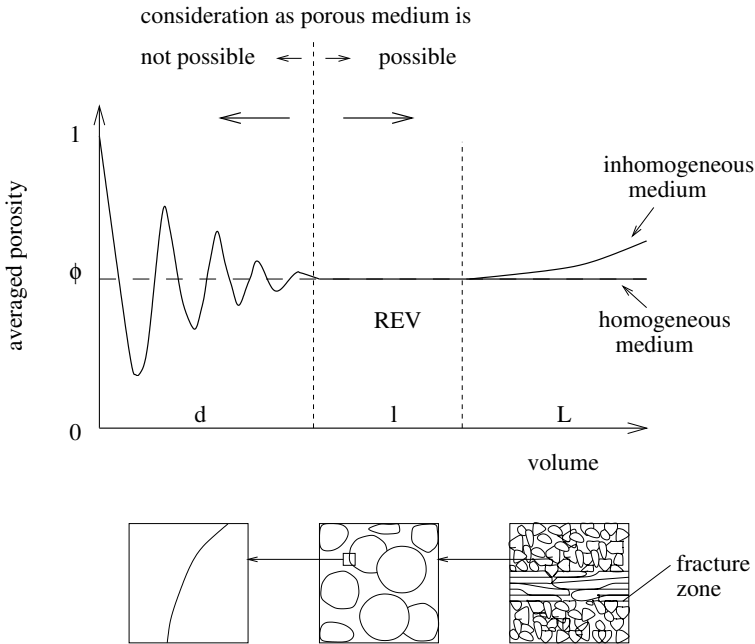 consideration as porous medium is
not possible
possible
1
averaged porosity
ϕ
0
inhomogeneous
medium
REV
homogeneous
medium
d
l
L
volume
fracture
zone